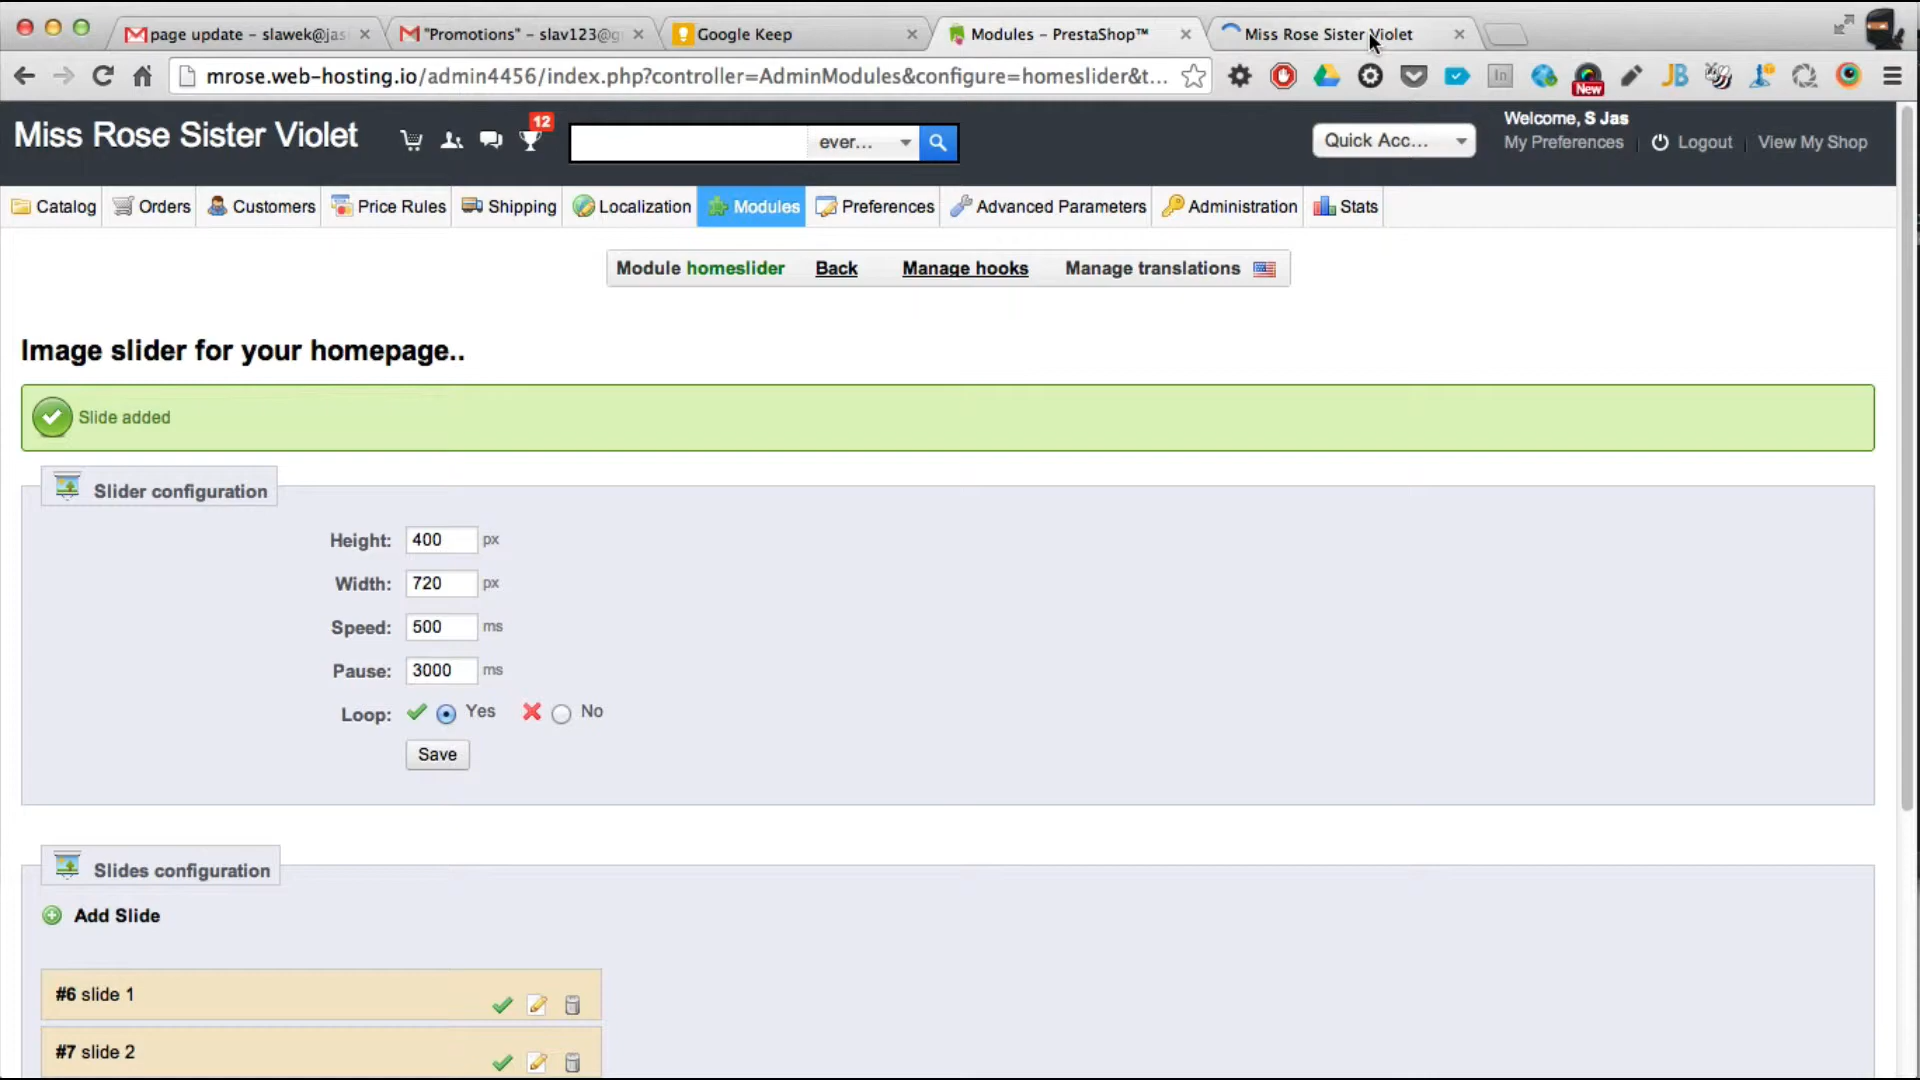 page update – slawek@jas
"Promotions" – slav123@g
Google Keep
Modules – PrestaShop™
Miss Rose Sister Violet
mrose.web-hosting.io/admin4456/index.php?controller=AdminModules&configure=homeslider&t...
In
New
JB
Miss Rose Sister Violet
12
ever...
Quick Acc...
Welcome, S Jas
My Preferences
Logout
View My Shop
Catalog
Orders
Customers
Price Rules
Shipping
Localization
Modules
Preferences
Advanced Parameters
Administration
Stats
Module homeslider
Back
Manage hooks
Manage translations
Image slider for your homepage..
Slide added
Slider configuration
Height: 400 px
Width: 720 px
Speed: 500 ms
Pause: 3000 ms
Loop: Yes No
Save
Slides configuration
Add Slide
#6 slide 1
#7 slide 2